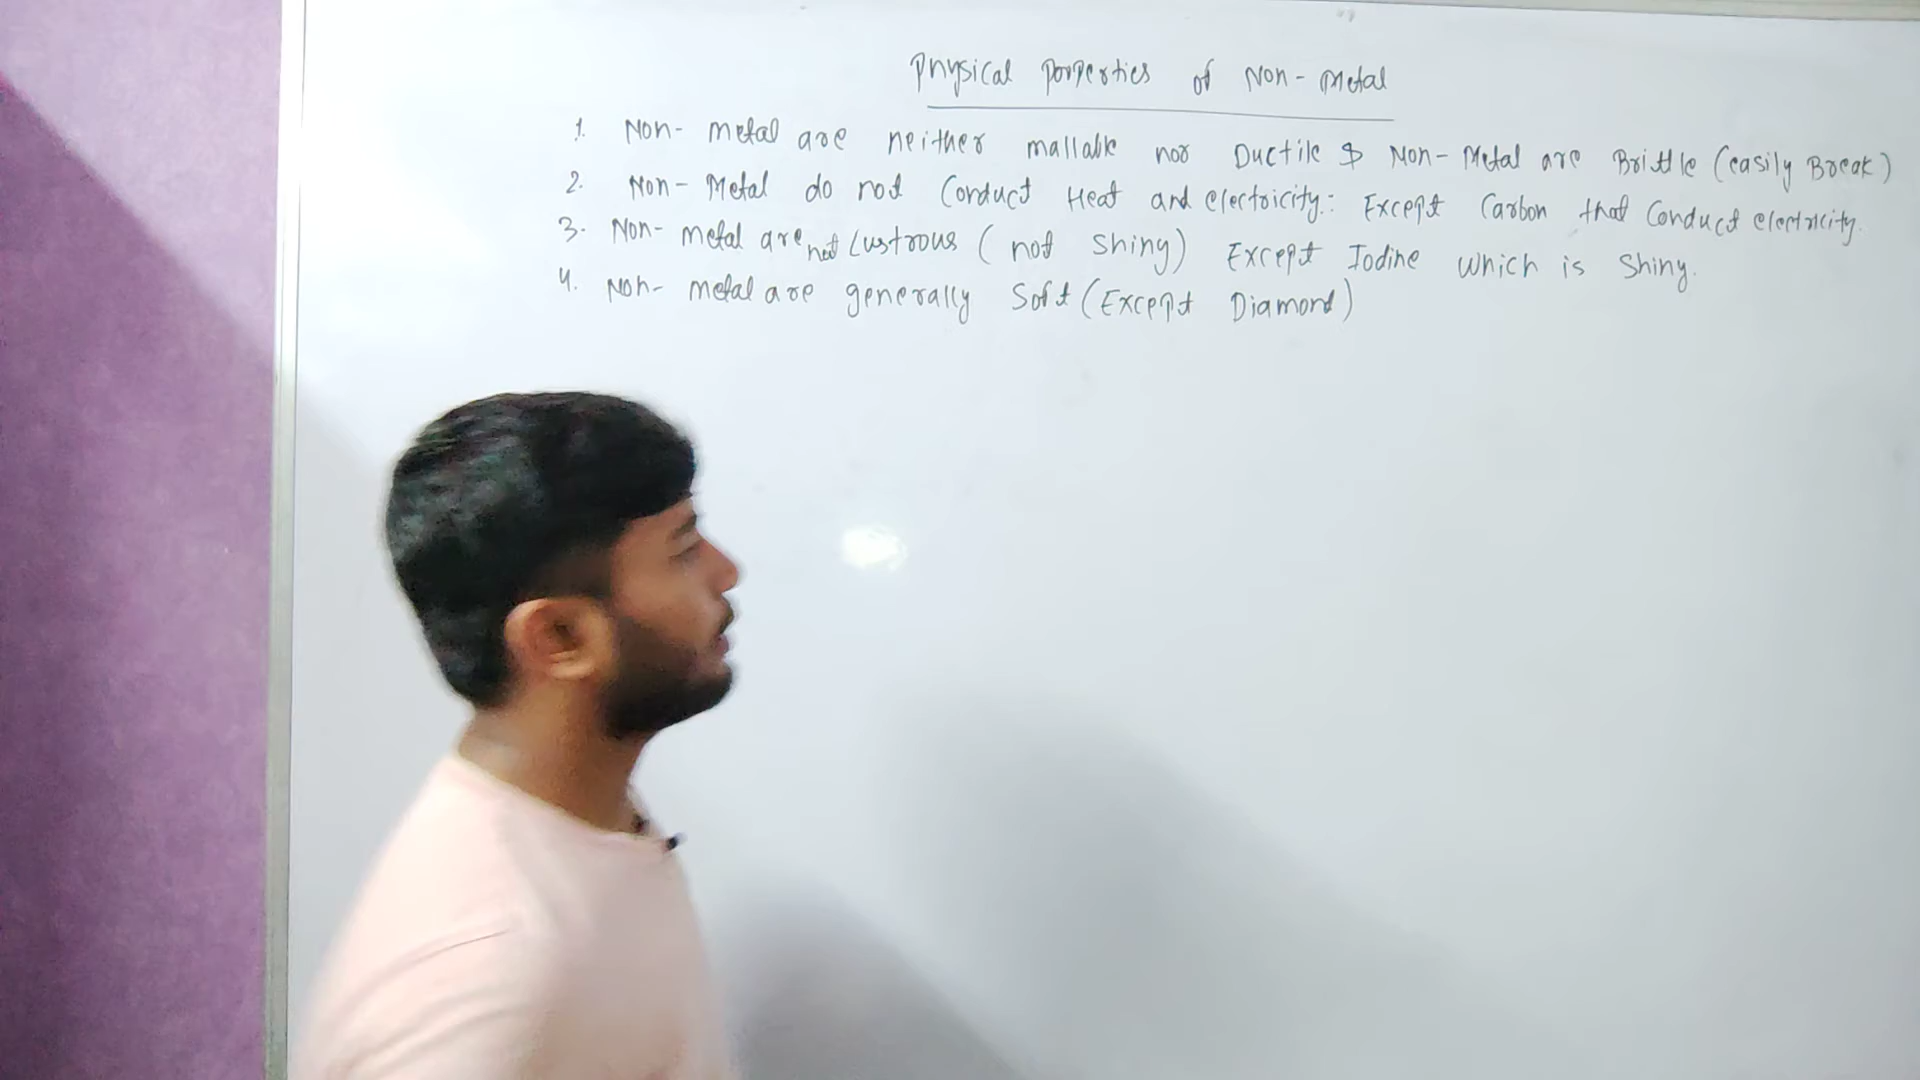 Physical Porperties of Non-Metal
1. Non-metal are neither mallable nor Ductile & Non-Metal are Brittle (easily Break)
2. Non-Metal do not Conduct Heat and electricity: Except Carbon that Conduct electricity.
3. Non-metal are not Lustrous (not Shiny) Except Iodine which is Shiny.
4. Non-metal are generally Soft (Except Diamond)